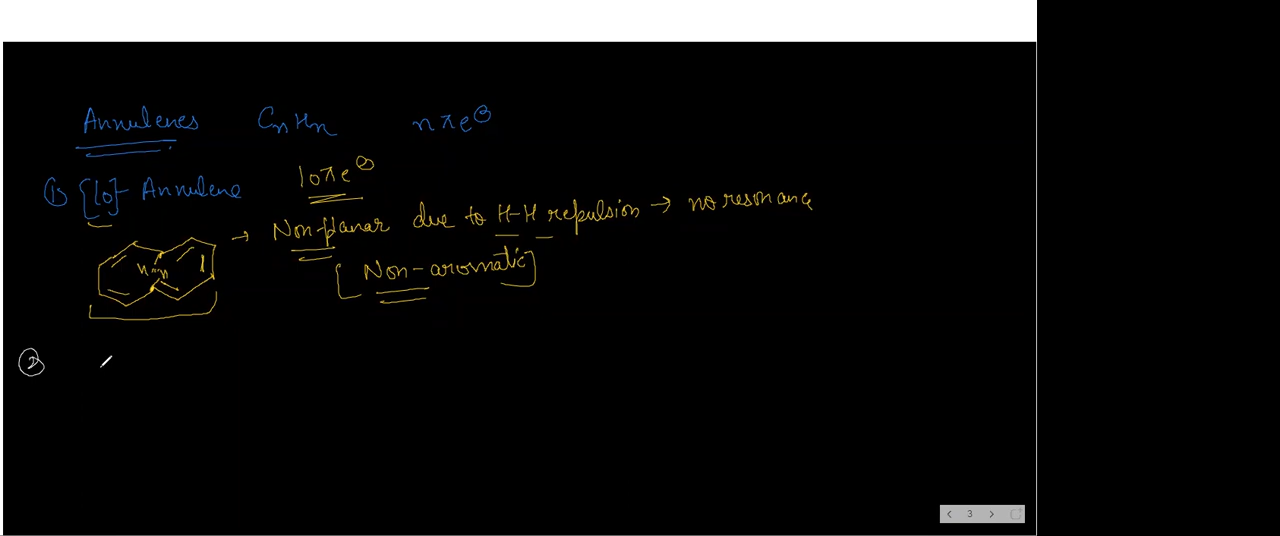 Annulenes CnHn nπe⊖
① {10}- Annulene 10πe⊖
H H → Non-planar due to H-H repulsion → no resonance
[Non-aromatic]
②
3